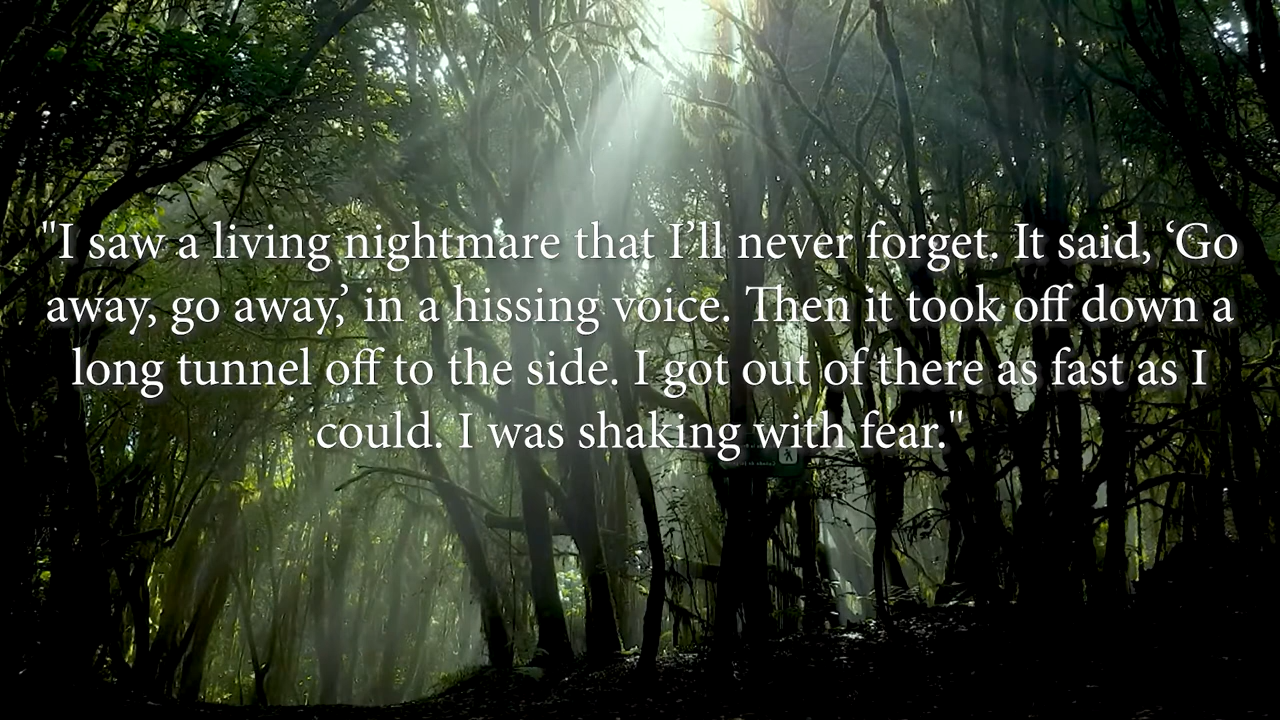 "I saw a living nightmare that I’ll never forget. It said, ‘Go
away, go away,’ in a hissing voice. Then it took off down a
long tunnel off to the side. I got out of there as fast as I
could. I was shaking with fear."